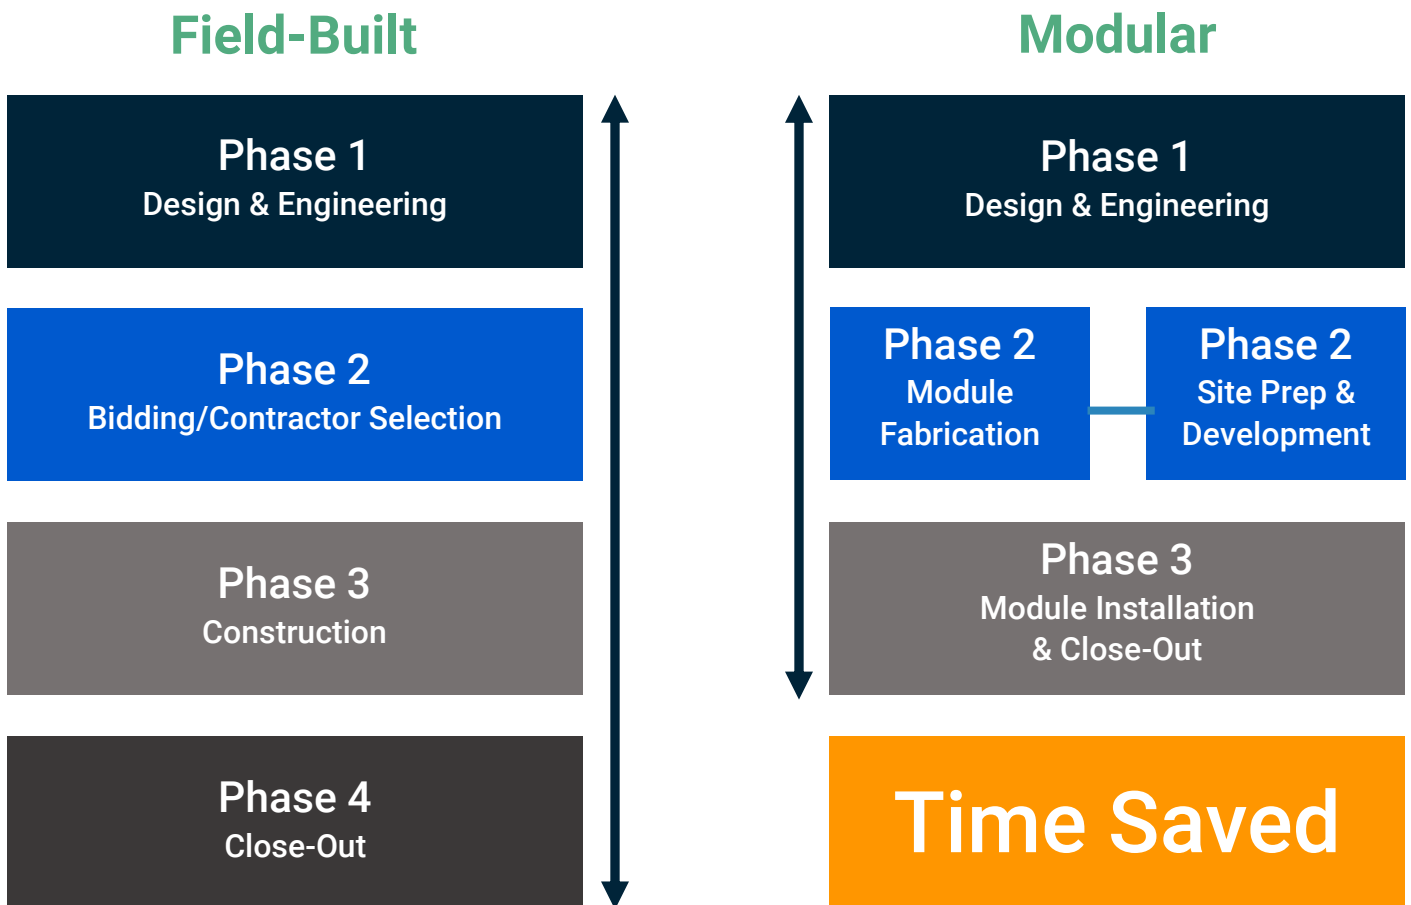 Field-Built
Phase 1
Design & Engineering
Phase 2
Bidding/Contractor Selection
Phase 3
Construction
Phase 4
Close-Out
Modular
Phase 1
Design & Engineering
Phase 2
Module
Fabrication
Phase 2
Site Prep &
Development
Phase 3
Module Installation
& Close-Out
Time Saved